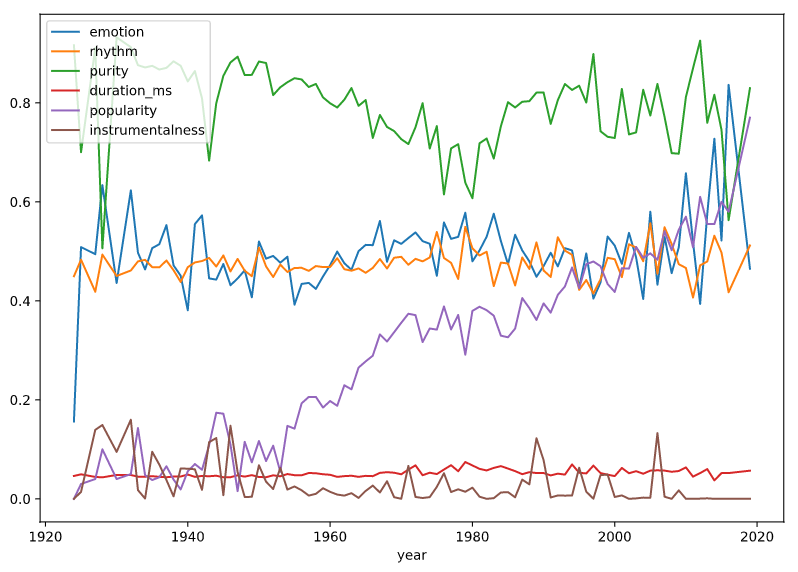 emotion
rhythm
purity
duration_ms
popularity
instrumentalness
0.8
0.6
0.4
0.2
0.0
1920 1940 1960 1980 2000 2020
year